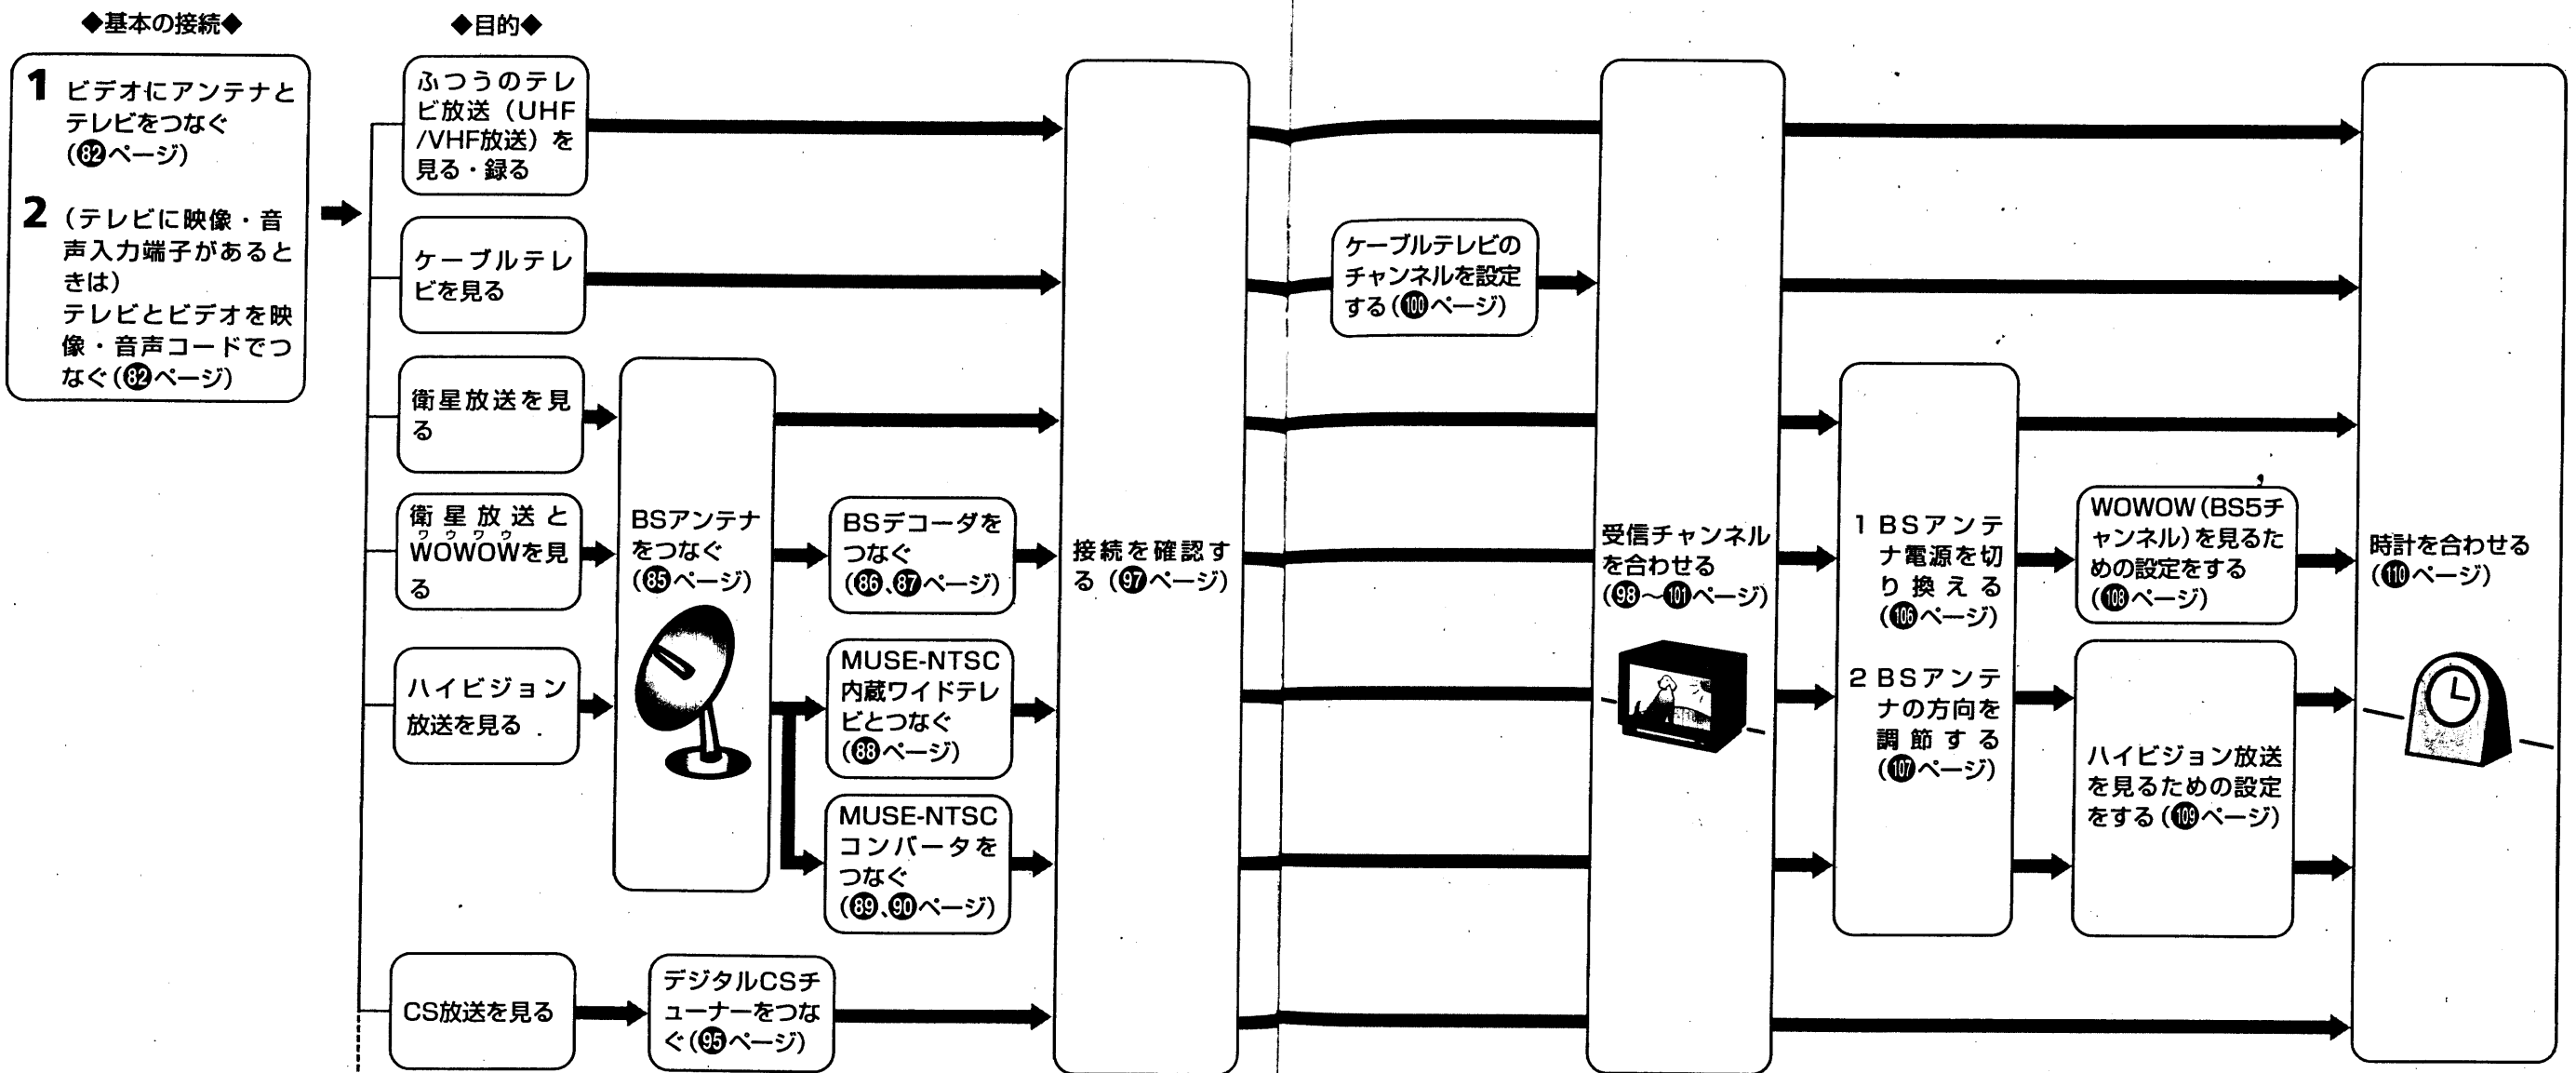 ◆基本の接続◆
1 ビデオにアンテナと
テレビをつなぐ
(82ページ)
2 (テレビに映像・音
声入力端子があると
きは)
テレビとビデオを映
像・音声コードでつ
なぐ(82ページ)
◆目的◆
ふつうのテレ
ビ放送（UHF
/VHF放送）を
見る・録る
ケーブルテレ
ビを見る
衛星放送を見
る
衛星放送と
ワウワウ
WOWOWを見
る
ハイビジョン
放送を見る
CS放送を見る
BSアンテナ
をつなぐ
(85ページ)
BSデコーダを
つなぐ
(86、87ページ)
MUSE-NTSC
内蔵ワイドテレ
ビとつなぐ
(88ページ)
MUSE-NTSC
コンバータを
つなぐ
(89、90ページ)
デジタルCSチ
ューナーをつな
ぐ(95ページ)
接続を確認す
る (97ページ)
ケーブルテレビの
チャンネルを設定
する(100ページ)
受信チャンネル
を合わせる
(98〜101ページ)
1 BSアンテ
ナ電源を切
り換える
(106ページ)
2 BSアンテ
ナの方向を
調節する
(107ページ)
WOWOW(BS5チ
ャンネル)を見るた
めの設定をする
(108ページ)
ハイビジョン放送
を見るための設定
をする(109ページ)
時計を合わせる
(110ページ)